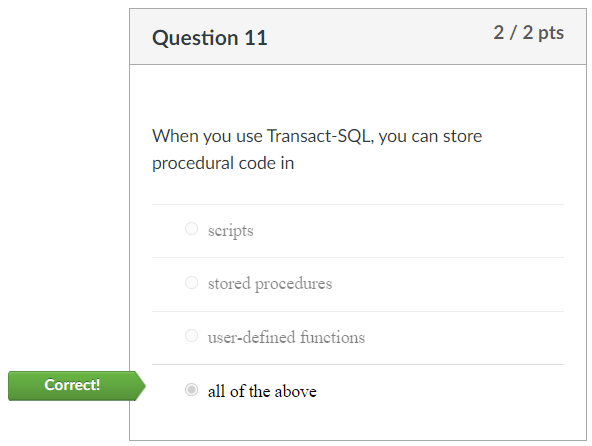 Question 11
2 / 2 pts
When you use Transact-SQL, you can store
procedural code in
scripts
stored procedures
user-defined functions
Correct!
all of the above